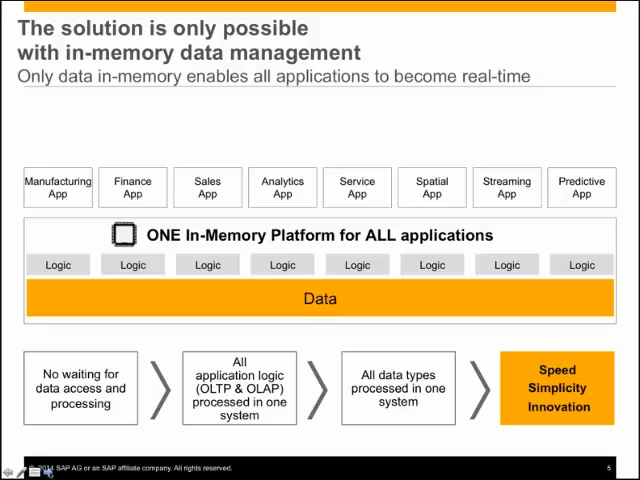 The solution is only possible
with in-memory data management
Only data in-memory enables all applications to become real-time
Manufacturing App
Finance App
Sales App
Analytics App
Service App
Spatial App
Streaming App
Predictive App
ONE In-Memory Platform for ALL applications
Logic Logic Logic Logic Logic Logic Logic Logic
Data
No waiting for
data access and
processing
All
application logic
(OLTP & OLAP)
processed in one
system
All data types
processed in one
system
Speed
Simplicity
Innovation
© 2014 SAP AG or an SAP affiliate company. All rights reserved.
5